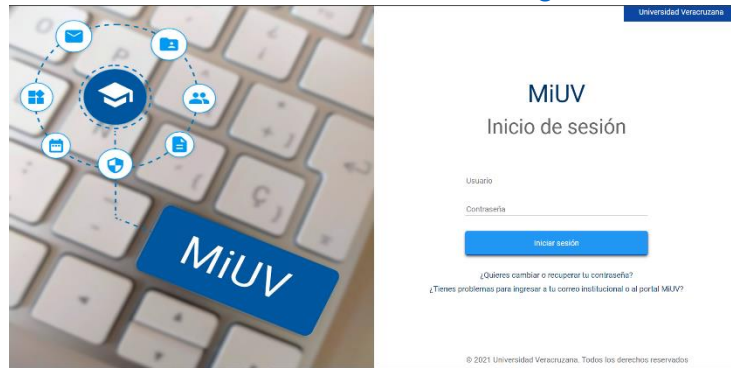 Universidad Veracruzana
MiUV
Inicio de sesión
Usuario
Contraseña
Iniciar sesión
¿Quieres cambiar o recuperar tu contraseña?
¿Tienes problemas para ingresar a tu correo institucional o al portal MiUV?
© 2021 Universidad Veracruzana. Todos los derechos reservados
MiUV